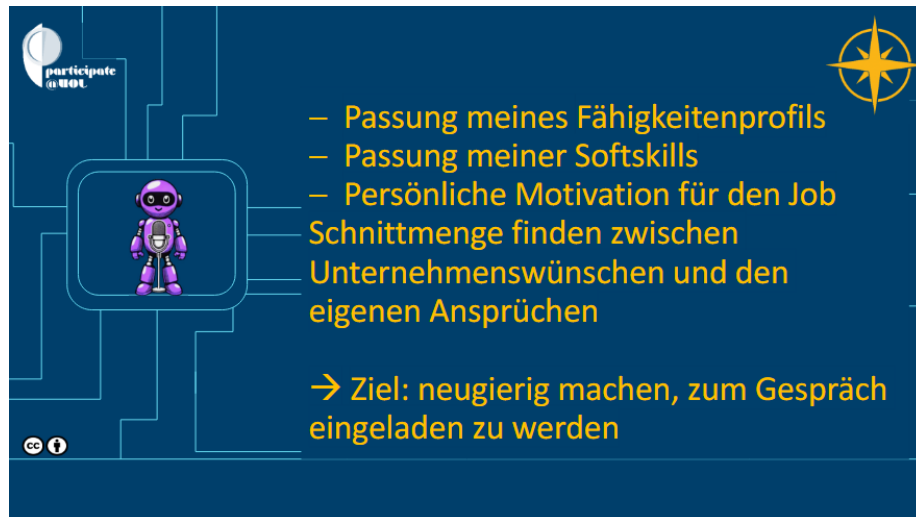 participate
@UOL
– Passung meines Fähigkeitenprofils
– Passung meiner Softskills
– Persönliche Motivation für den Job
Schnittmenge finden zwischen
Unternehmenswünschen und den
eigenen Ansprüchen
→ Ziel: neugierig machen, zum Gespräch
eingeladen zu werden
cc